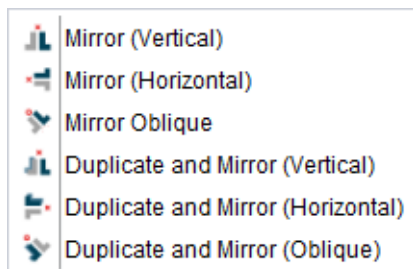 Mirror (Vertical)
Mirror (Horizontal)
Mirror Oblique
Duplicate and Mirror (Vertical)
Duplicate and Mirror (Horizontal)
Duplicate and Mirror (Oblique)